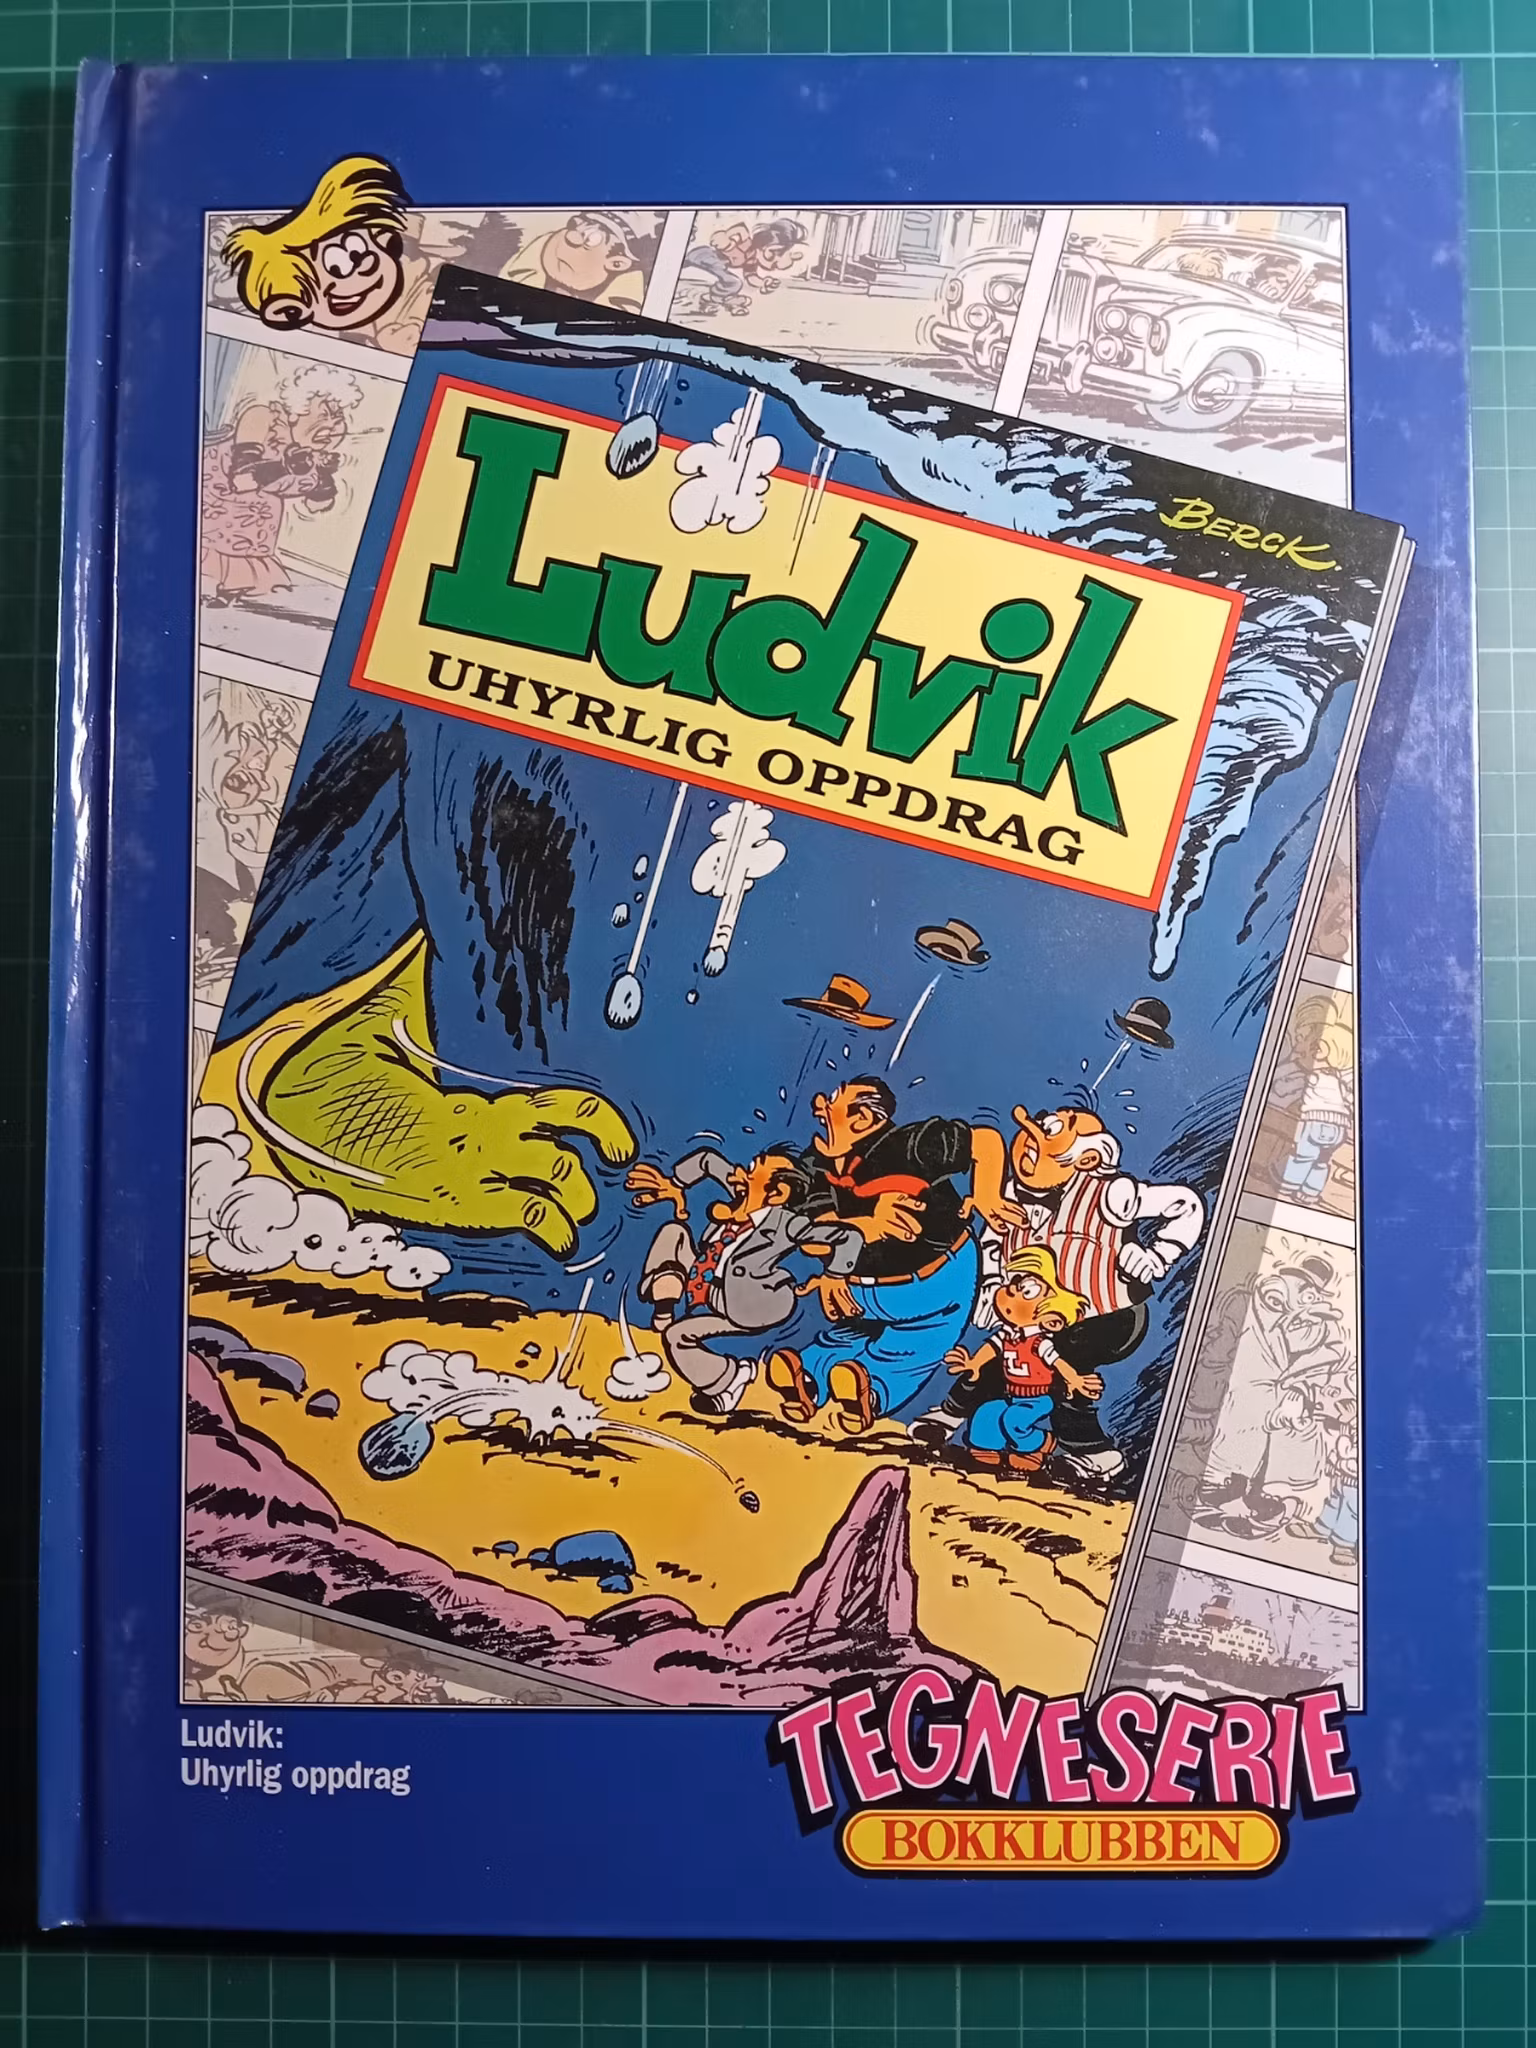 BERCK
Ludvik
UHYRLIG OPPDRAG
L
Ludvik:
Uhyrlig oppdrag
TEGNESERIE
BOKKLUBBEN